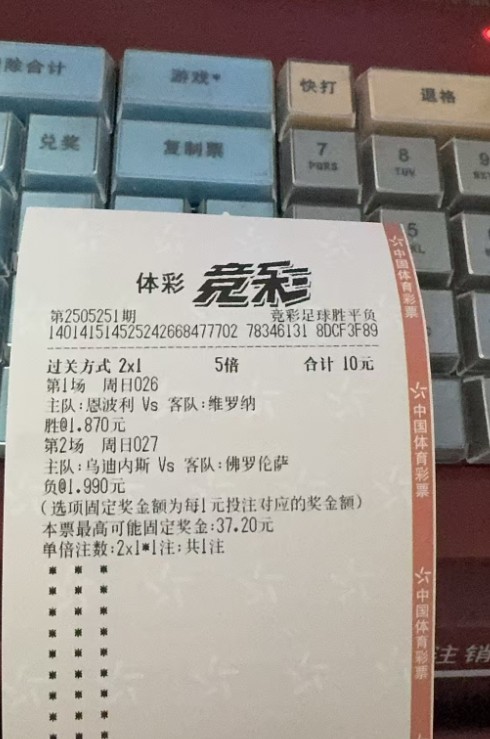 除合计
游戏
快打
退格
兑奖
复制票
7
PQRS
8
TUV
9
5
体彩 竞彩
第2505251期 竞彩足球胜平负
140141514525242668477702 78346131 8DCF3F89
过关方式 2x1 5倍 合计 10元
第1场 周日026
主队:恩波利 Vs 客队:维罗纳
胜@1.870元
第2场 周日027
主队:乌迪内斯 Vs 客队:佛罗伦萨
负@1.990元
(选项固定奖金额为每1元投注对应的奖金额)
本票最高可能固定奖金:37.20元
单倍注数:2x1*1注;共1注
中国体育彩票
中国体育彩票
中国体育彩票
注销